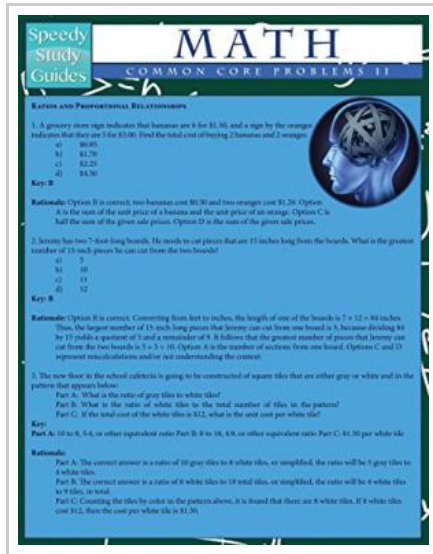 Speedy
Study
Guides
MATH
COMMON CORE PROBLEMS II
RATIOS AND PROPORTIONAL RELATIONSHIPS
1. A grocery store sign indicates that bananas are 6 for $1.50, and a sign by the oranges
indicates that they are 5 for $3.00. Find the total cost of buying 2 bananas and 2 oranges.
a) $0.85
b) $1.70
c) $2.25
d) $4.50
Key: B
Rationale: Option B is correct, two bananas cost $0.50 and two oranges cost $1.20. Option
A is the sum of the unit price of a banana and the unit price of an orange. Option C is
half the sum of the given sale prices. Option D is the sum of the given sale prices.
2. Jeremy has two 7-foot-long boards. He needs to cut pieces that are 15 inches long from the boards. What is the greatest
number of 15-inch pieces he can cut from the two boards?
a) 5
b) 10
c) 11
d) 12
Key: B
Rationale: Option B is correct. Converting from feet to inches, the length of one of the boards is 7 × 12 = 84 inches.
Thus, the largest number of 15-inch-long pieces that Jeremy can cut from one board is 5, because dividing 84
by 15 yields a quotient of 5 and a remainder of 9. It follows that the greatest number of pieces that Jeremy can
cut from the two boards is 5 + 5 = 10. Option A is the number of sections from one board. Options C and D
represent miscalculations and/or not understanding the context.
3. The new floor in the school cafeteria is going to be constructed of square tiles that are either gray or white and in the
pattern that appears below:
Part A: What is the ratio of gray tiles to white tiles?
Part B: What is the ratio of white tiles to the total number of tiles in the pattern?
Part C: If the total cost of the white tiles is $12, what is the unit cost per white tile?
Key:
Part A: 10 to 8, 5:4, or other equivalent ratio Part B: 8 to 18, 4:9, or other equivalent ratio Part C: $1.50 per white tile
Rationale:
Part A: The correct answer is a ratio of 10 gray tiles to 8 white tiles, or simplified, the ratio will be 5 gray tiles to
4 white tiles.
Part B: The correct answer is a ratio of 8 white tiles to 18 total tiles, or simplified, the ratio will be 4 white tiles
to 9 tiles, in total.
Part C: Counting the tiles by color in the pattern above, it is found that there are 8 white tiles. If 8 white tiles
cost $12, then the cost per white tile is $1.50.